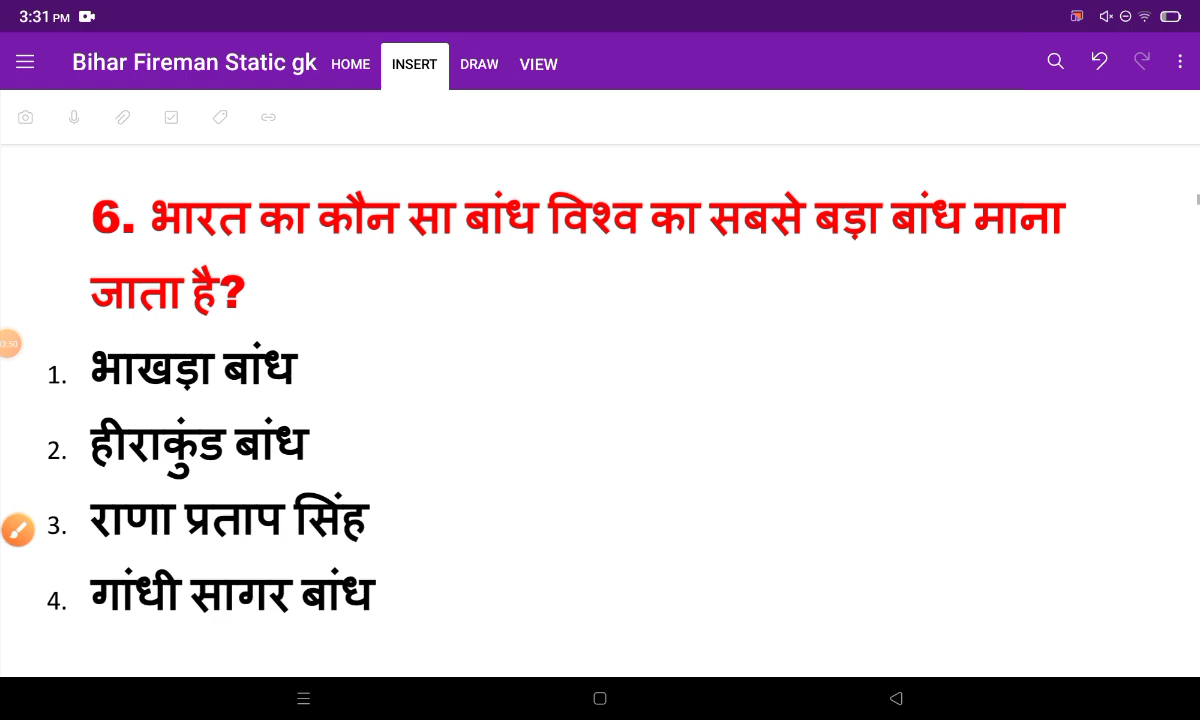 3:31 PM
Bihar Fireman Static gk HOME INSERT DRAW VIEW
6. भारत का कौन सा बांध विश्व का सबसे बड़ा बांध माना
जाता है?
1. भाखड़ा बांध
2. हीराकुंड बांध
3. राणा प्रताप सिंह
4. गांधी सागर बांध